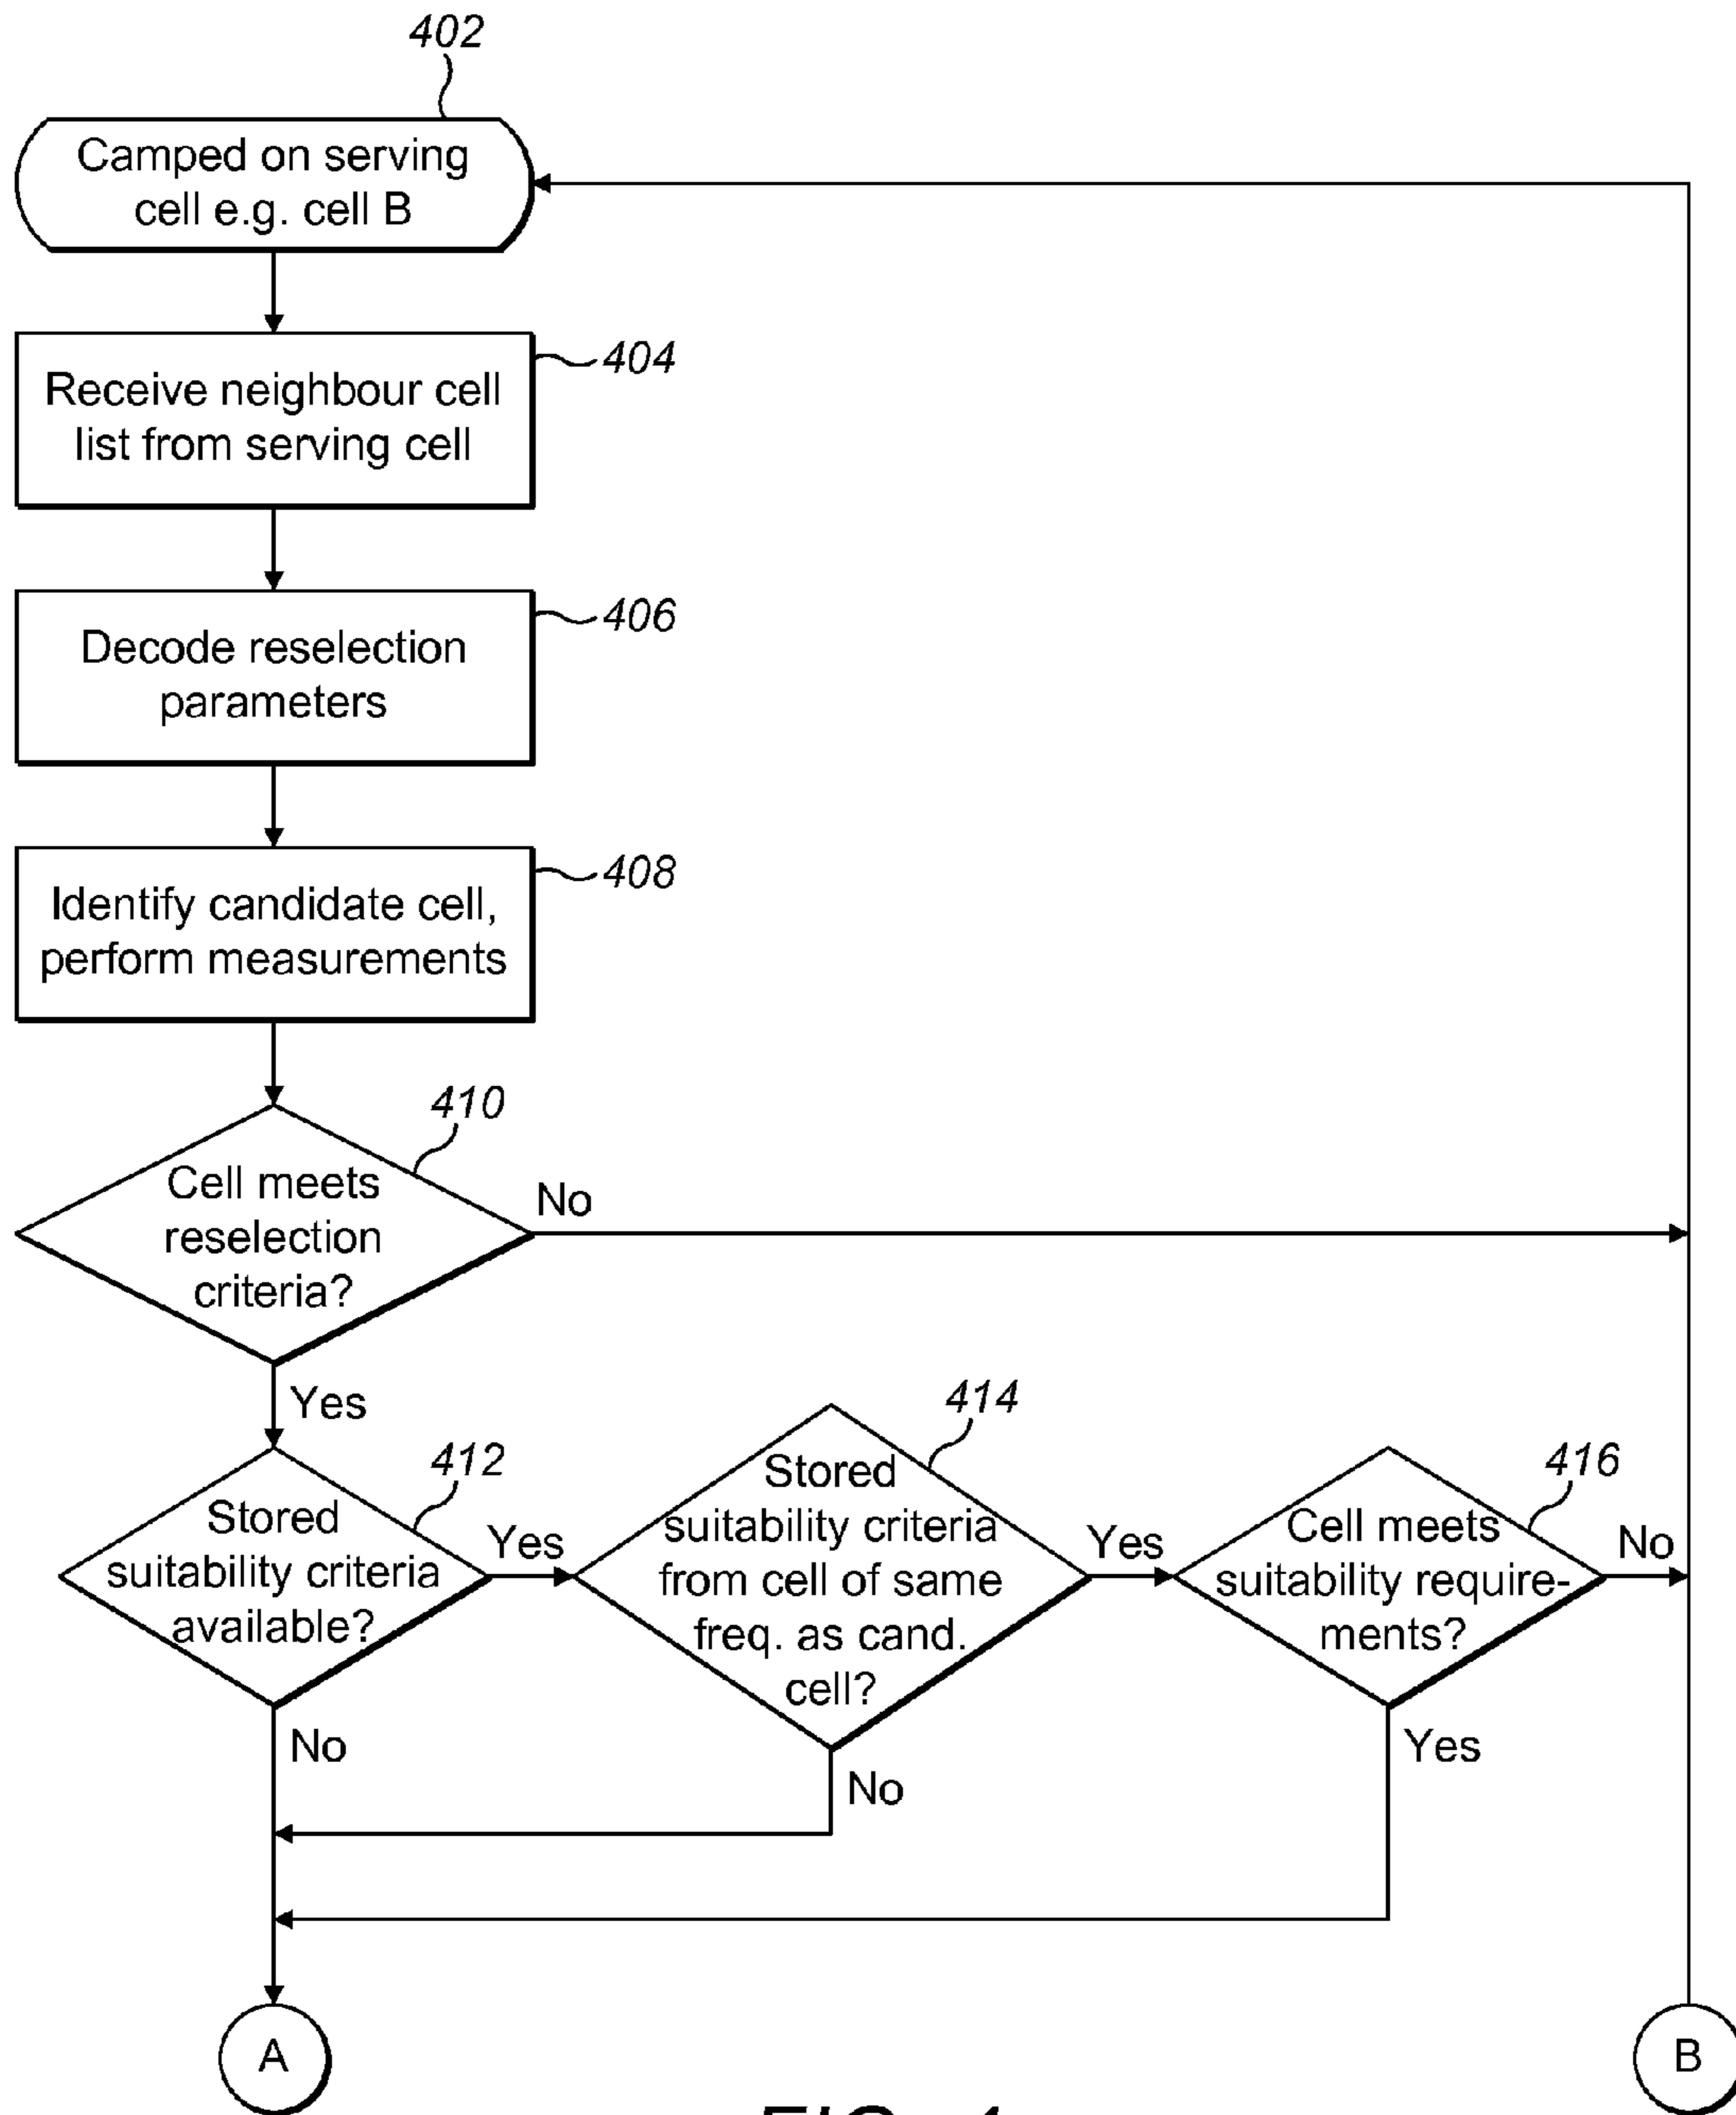 402
Camped on serving
cell e.g. cell B
404
Receive neighbour cell
list from serving cell
406
Decode reselection
parameters
408
Identify candidate cell,
perform measurements
410
Cell meets
reselection
criteria?
No
Yes
412
Stored
suitability criteria
available?
Yes
No
414
Stored
suitability criteria
from cell of same
freq. as cand.
cell?
Yes
No
416
Cell meets
suitability require-
ments?
No
Yes
A
B